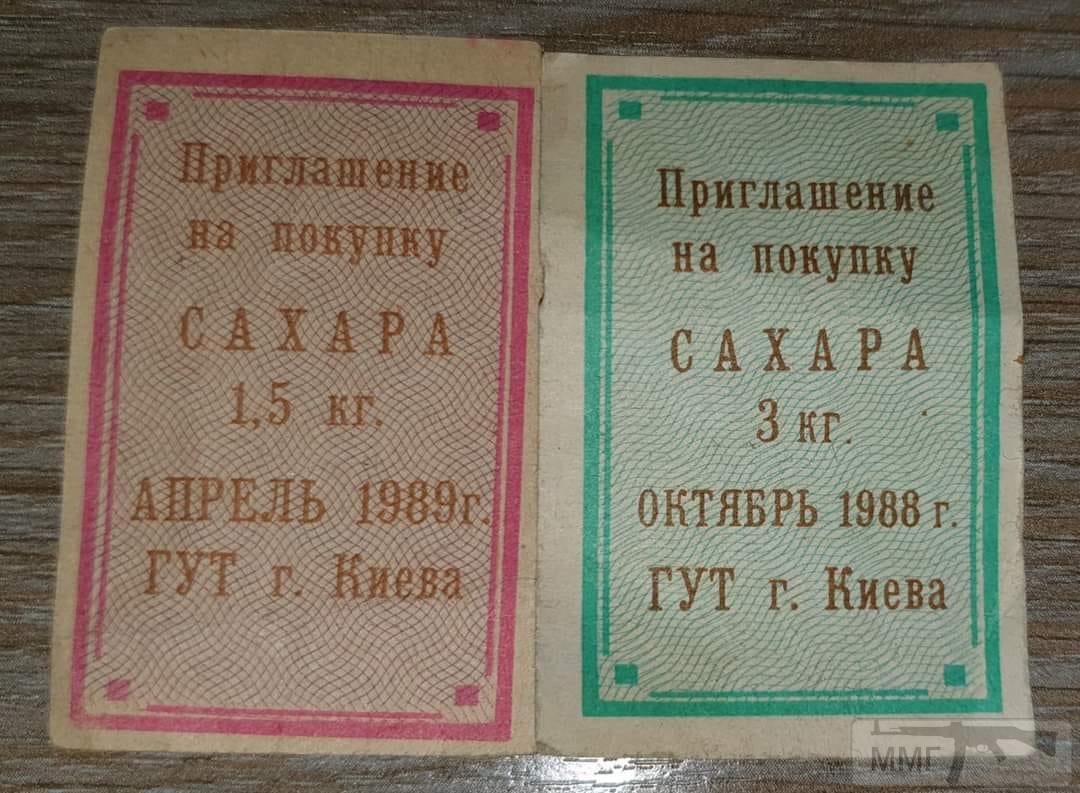 Приглашение
на покупку
САХАРА
1,5 кг.
АПРЕЛЬ 1989г.
ГУТ г. Киева
Приглашение
на покупку
САХАРА
3 кг.
ОКТЯБРЬ 1988 г.
ГУТ г. Киева
ММГ